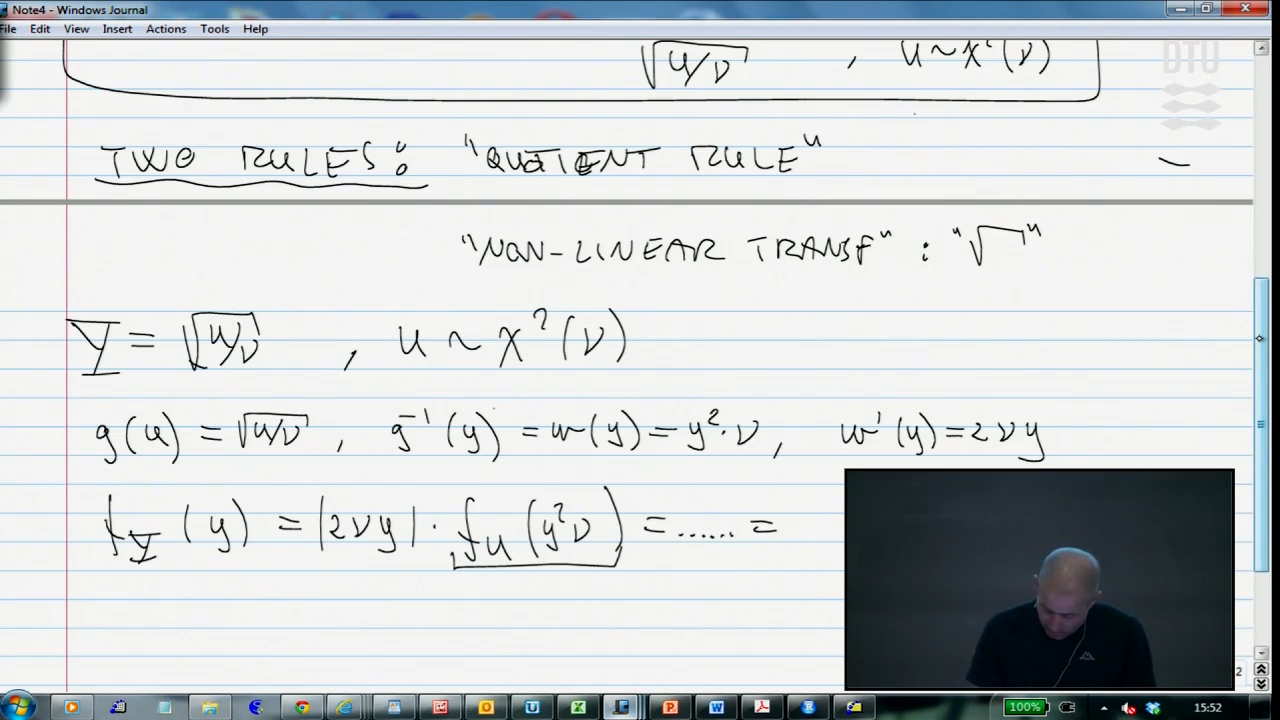 Note4 - Windows Journal
File Edit View Insert Actions Tools Help
√(u/ν) , u ~ χ²(ν)
DTU
TWO RULES: "QUOTIENT RULE"
"NON-LINEAR TRANSF" : "√"
Y = √(u/ν) , u ~ χ²(ν)
g(u) = √(u/ν) , g⁻¹(y) = w(y) = y²·ν , w'(y) = 2νy
f_Y(y) = |2νy| · f_U(y²ν) = ...... =
2
100% 15:52